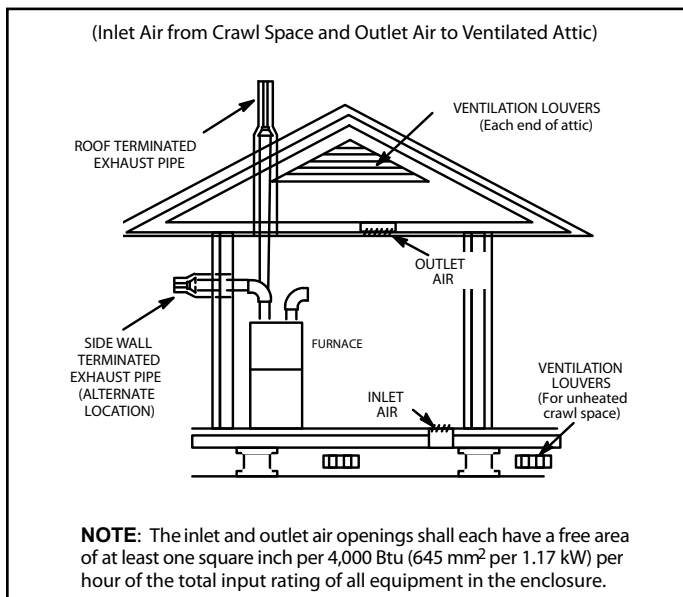 (Inlet Air from Crawl Space and Outlet Air to Ventilated Attic)
VENTILATION LOUVERS
(Each end of attic)
ROOF TERMINATED
EXHAUST PIPE
OUTLET
AIR
SIDE WALL
TERMINATED
EXHAUST PIPE
(ALTERNATE
LOCATION)
FURNACE
INLET
AIR
VENTILATION
LOUVERS
(For unheated
crawl space)
NOTE: The inlet and outlet air openings shall each have a free area
of at least one square inch per 4,000 Btu (645 mm² per 1.17 kW) per
hour of the total input rating of all equipment in the enclosure.